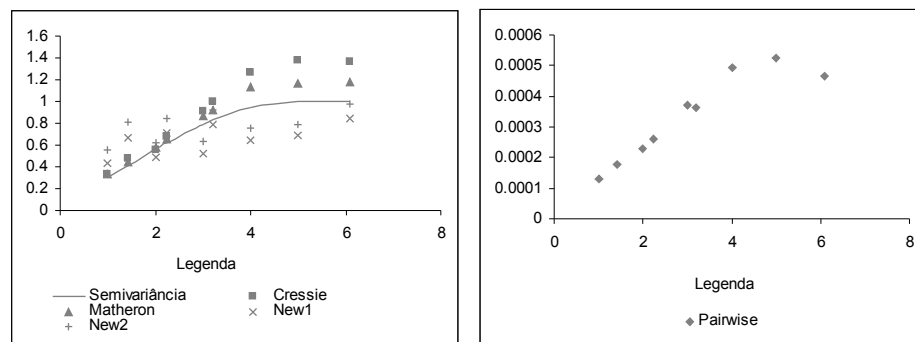 1.6
1.4
1.2
1
0.8
0.6
0.4
0.2
0
0 2 4 6 8
Legenda
Semivariância Cressie
Matheron New1
New2
0.0006
0.0005
0.0004
0.0003
0.0002
0.0001
0
0 2 4 6 8
Legenda
Pairwise